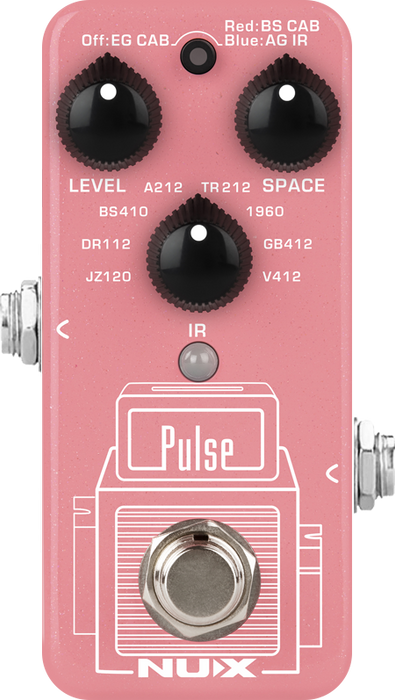 Red:BS CAB
Off:EG CAB
Blue:AG IR
LEVEL
A212
TR212
SPACE
BS410
1960
DR112
GB412
JZ120
V412
IR
Pulse
NUX